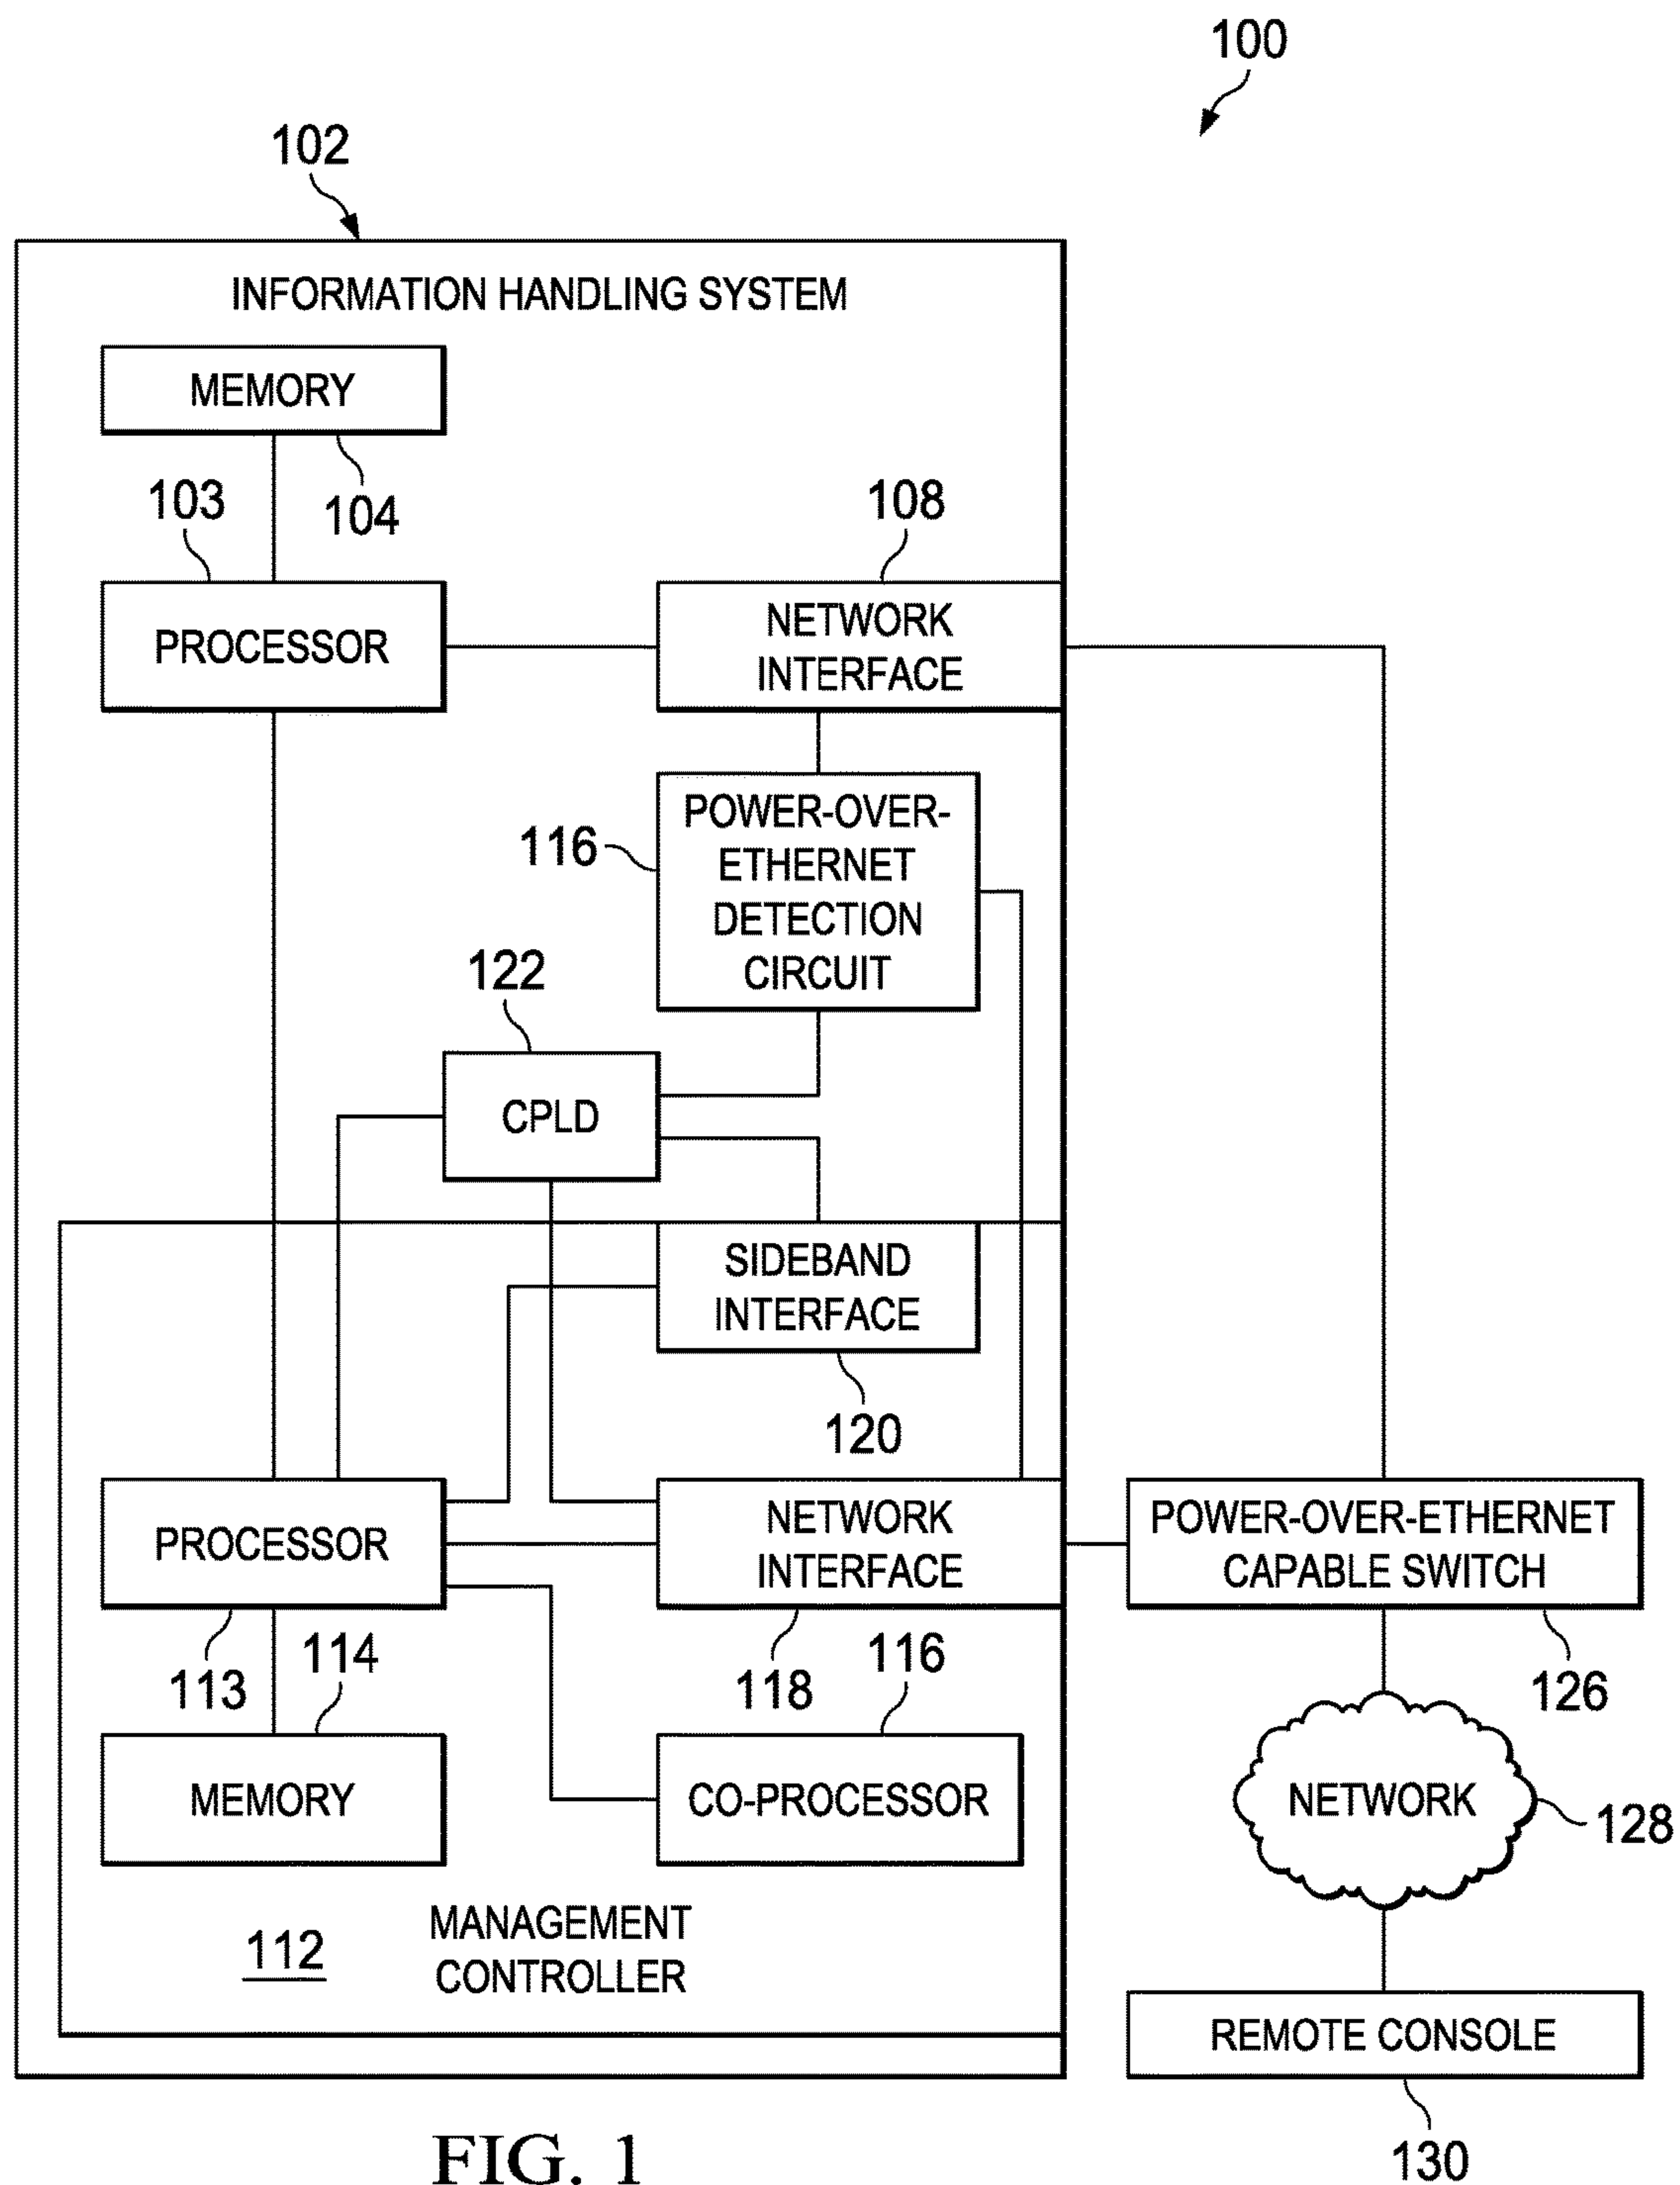 100
102
INFORMATION HANDLING SYSTEM
MEMORY
104
103
PROCESSOR
108
NETWORK
INTERFACE
116
POWER-OVER-
ETHERNET
DETECTION
CIRCUIT
122
CPLD
SIDEBAND
INTERFACE
120
PROCESSOR
113
NETWORK
INTERFACE
118
POWER-OVER-ETHERNET
CAPABLE SWITCH
126
114
MEMORY
116
CO-PROCESSOR
NETWORK
128
112
MANAGEMENT
CONTROLLER
REMOTE CONSOLE
130
FIG. 1